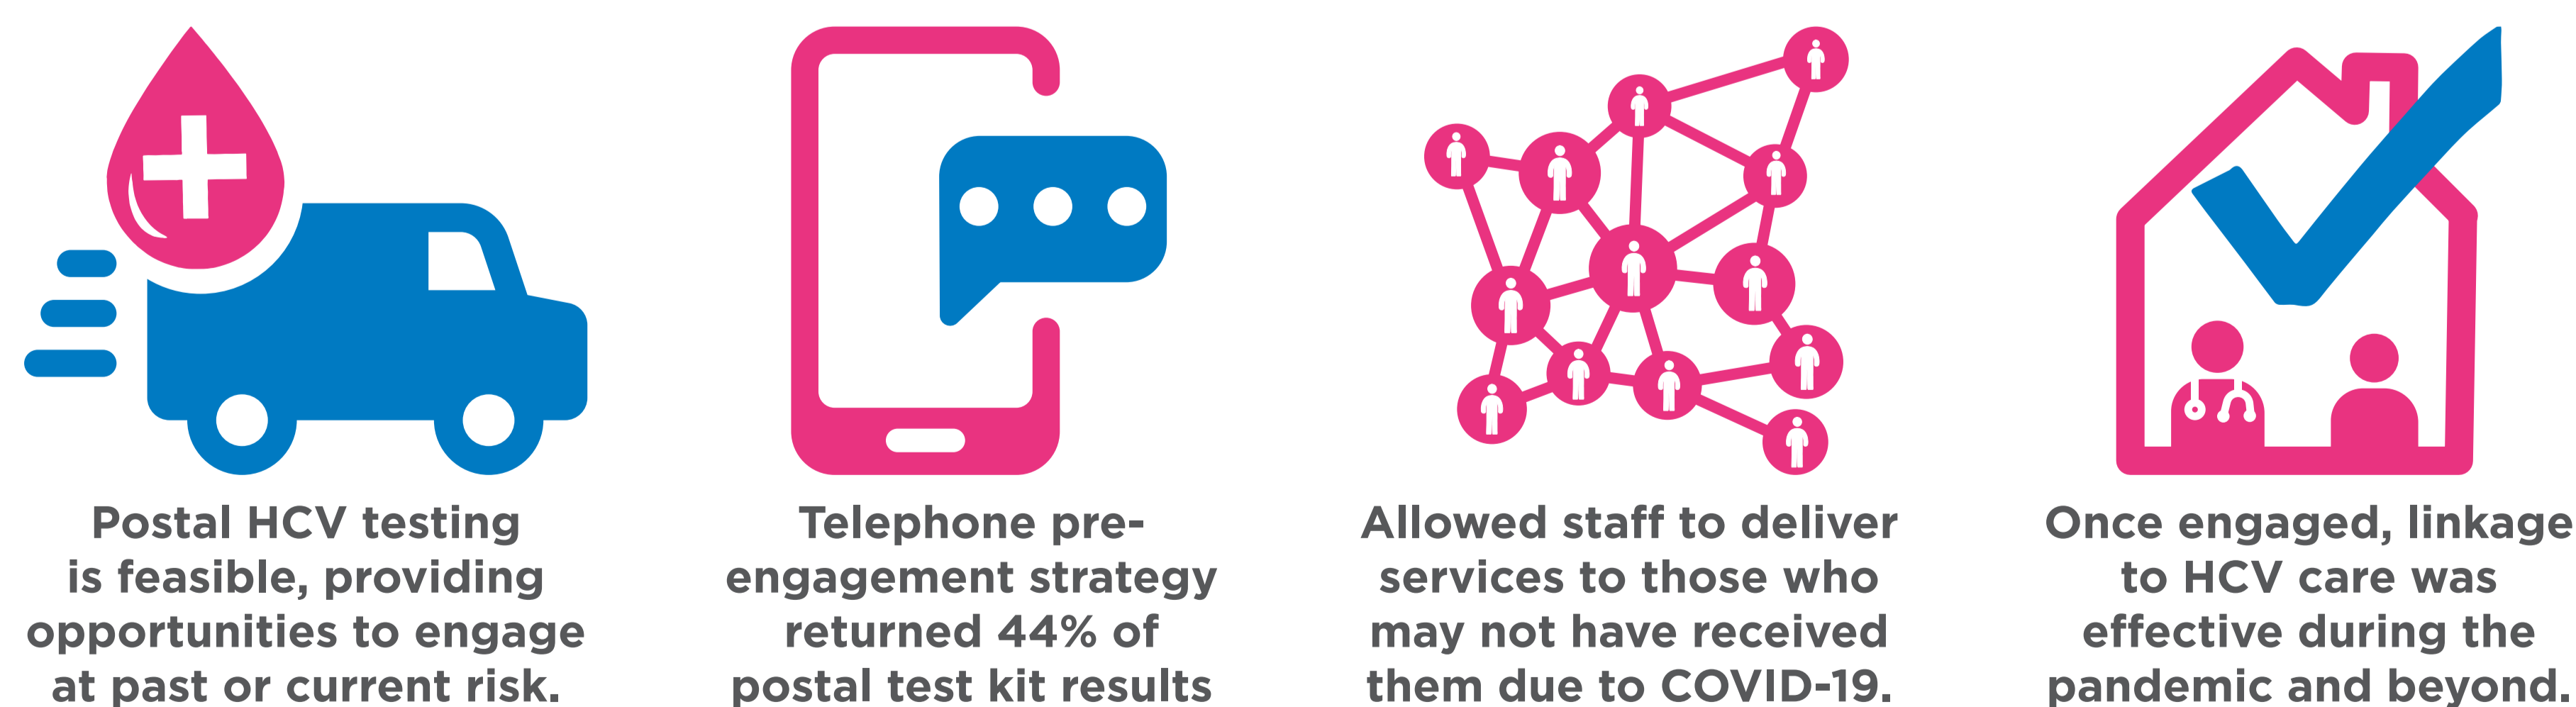 Postal HCV testing
is feasible, providing
opportunities to engage
at past or current risk.
Telephone pre-
engagement strategy
returned 44% of
postal test kit results
Allowed staff to deliver
services to those who
may not have received
them due to COVID-19.
Once engaged, linkage
to HCV care was
effective during the
pandemic and beyond.